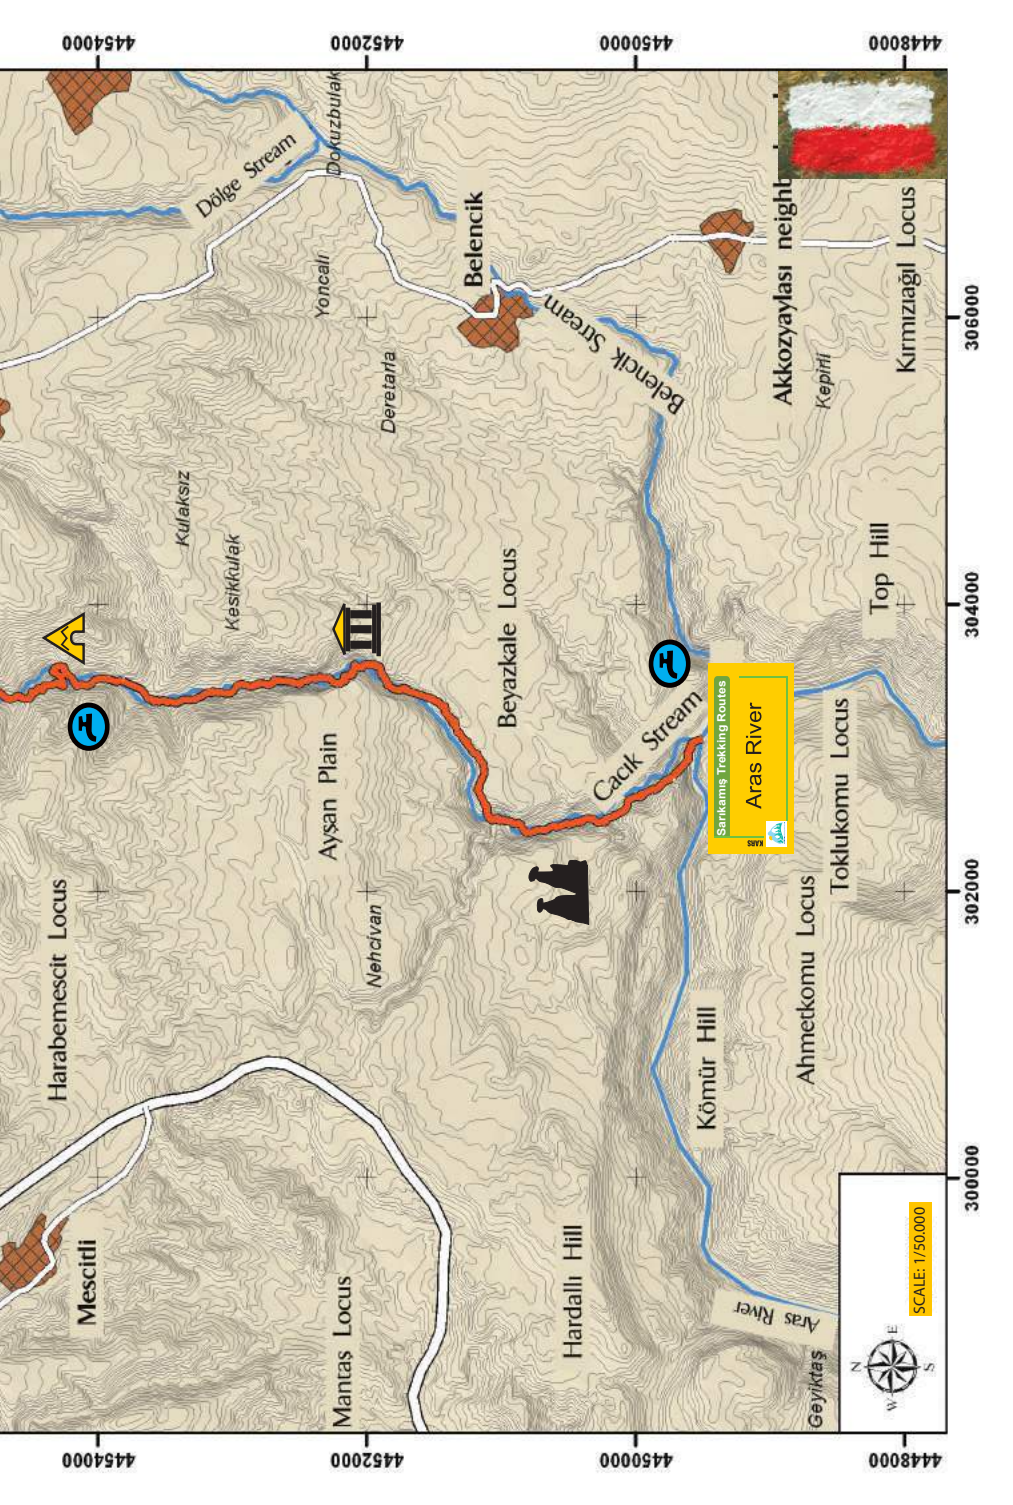 4454000
4452000
4450000
4448000
Dokuzbulak
Dölge Stream
Belencik
Yoncalı
Akkozyaylası neighb
Kırmızıağıl Locus
306000
Belencik Stream
Deretarla
Kepirli
Kulaksız
Kesikkulak
Beyazkale Locus
Top Hill
304000
Ayşan Plain
Cacık Stream
Sarıkamış Trekking Routes
Aras River
KARS
Toklukomu Locus
Harabemescit Locus
Nehcivan
Ahmetkomu Locus
302000
Kömür Hill
300000
Mescitli
Mantaş Locus
Hardallı Hill
Aras River
Geyiktaş
SCALE: 1/50.000
N
E
S
W
4454000
4452000
4450000
4448000